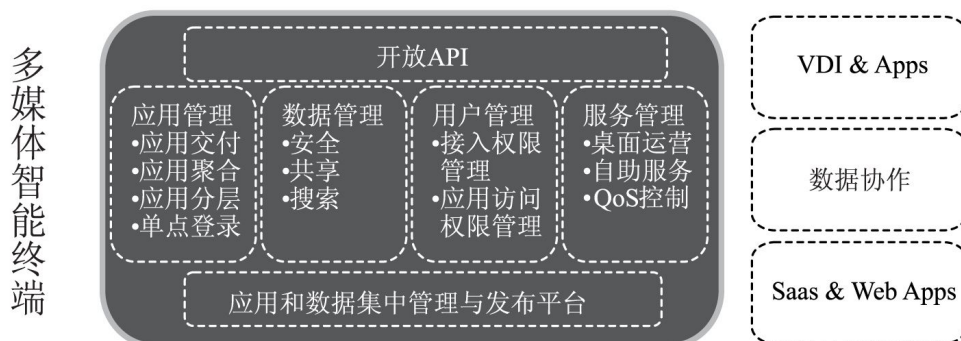 多媒体智能终端
开放API
应用管理
•应用交付
•应用聚合
•应用分层
•单点登录
数据管理
•安全
•共享
•搜索
用户管理
•接入权限
管理
•应用访问
权限管理
服务管理
•桌面运营
•自助服务
•QoS控制
应用和数据集中管理与发布平台
VDI & Apps
数据协作
Saas & Web Apps